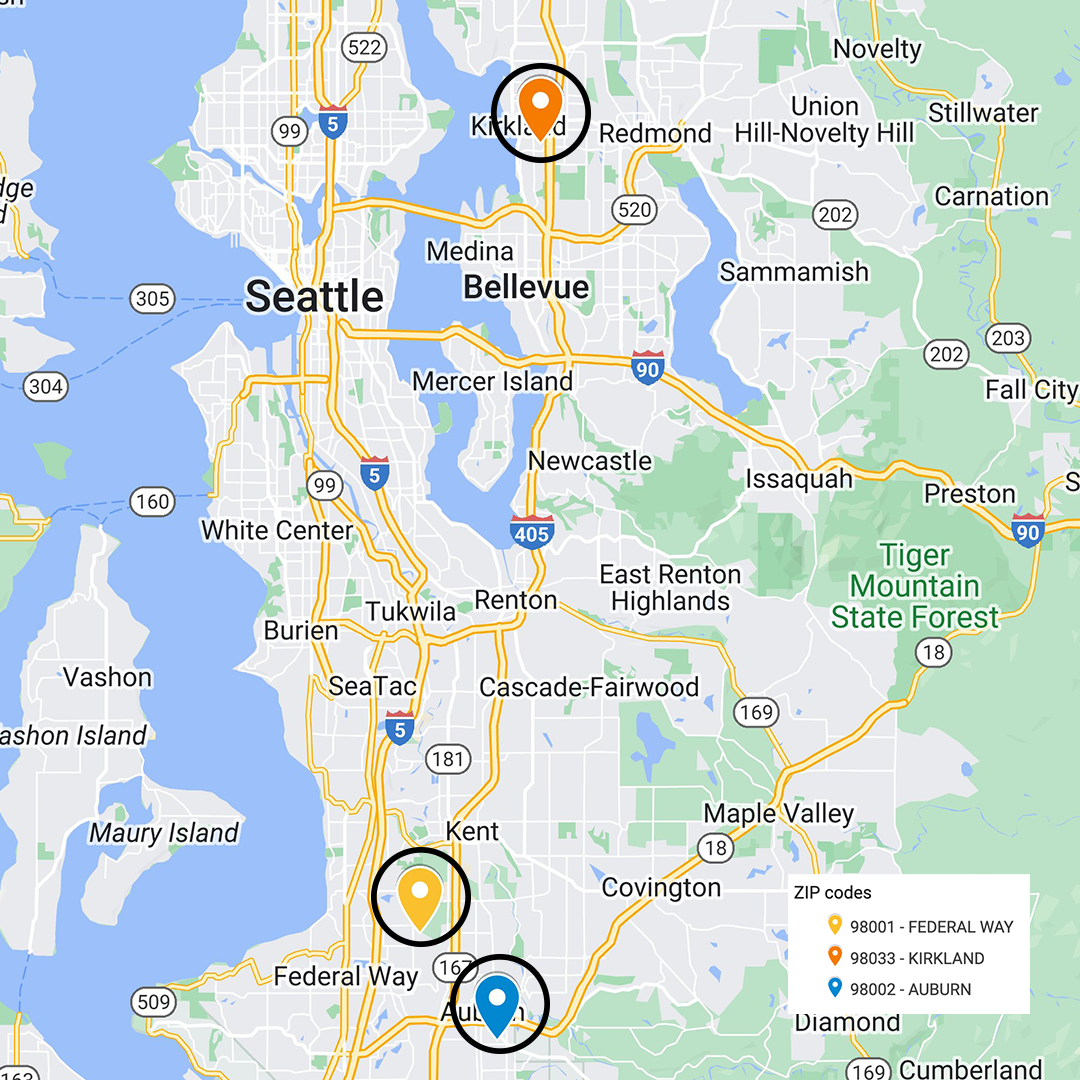 522
Novelty
Union
Hill-Novelty Hill
Stillwater
5
99
Redmond
Carnation
520
202
Medina
Sammamish
Bellevue
Seattle
305
203
202
90
Mercer Island
304
Fall City
Newcastle
5
Issaquah
99
160
Preston
White Center
405
90
Tiger
Mountain
State Forest
East Renton
Highlands
Renton
Tukwila
Burien
18
Vashon
SeaTac
Cascade-Fairwood
169
5
ashon Island
181
Maple Valley
Maury Island
Kent
18
Covington
ZIP codes
98001 - FEDERAL WAY
98033 - KIRKLAND
98002 - AUBURN
Federal Way
167
509
Diamond
169
Cumberland